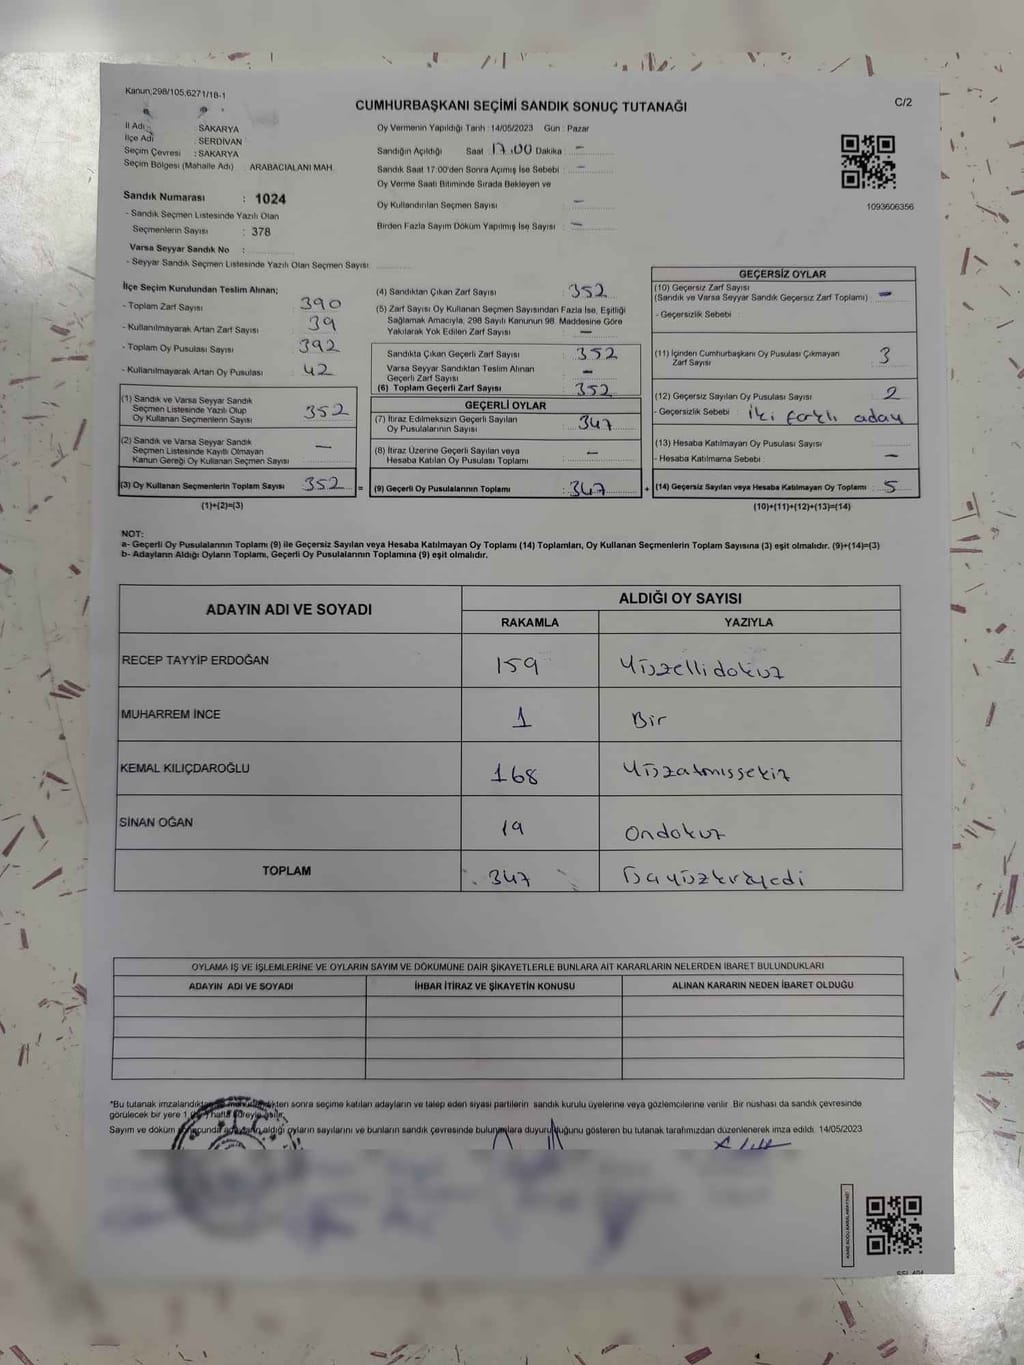 Kanun;298/105,6271/18-1
CUMHURBAŞKANI SEÇİMİ SANDIK SONUÇ TUTANAĞI
C/2
İl Adı : SAKARYA
İlçe Adı : SERDİVAN
Seçim Çevresi : SAKARYA
Seçim Bölgesi (Mahalle Adı) ARABACIALANI MAH.
Sandık Numarası : 1024
- Sandık Seçmen Listesinde Yazılı Olan
Seçmenlerin Sayısı : 378
Varsa Seyyar Sandık No :
- Seyyar Sandık Seçmen Listesinde Yazılı Olan Seçmen Sayısı:
Oy Vermenin Yapıldığı Tarih : 14/05/2023 Gün : Pazar
Sandığın Açıldığı Saat 17.00 Dakika : -
Sandık Saat 17:00'den Sonra Açımış İse Sebebi : -
Oy Verme Saati Bitiminde Sırada Bekleyen ve
Oy Kullandırılan Seçmen Sayısı -
Birden Fazla Sayım Döküm Yapılmış İse Sayısı : -
1093606356
İlçe Seçim Kurulundan Teslim Alınan;
- Toplam Zarf Sayısı : 390
- Kullanılmayarak Artan Zarf Sayısı : 39
- Toplam Oy Pusulası Sayısı : 392
- Kullanılmayarak Artan Oy Pusulası : 42
(1) Sandık ve Varsa Seyyar Sandık
Seçmen Listesinde Yazılı Olup
Oy Kullanan Seçmenlerin Sayısı : 352
(2) Sandık ve Varsa Seyyar Sandık
Seçmen Listesinde Kayıtlı Olmayan
Kanun Gereği Oy Kullanan Seçmen Sayısı : -
(3) Oy Kullanan Seçmenlerin Toplam Sayısı : 352 =
(1)+(2)=(3)
(4) Sandıktan Çıkan Zarf Sayısı : 352
(5) Zarf Sayısı Oy Kullanan Seçmen Sayısından Fazla İse, Eşitliği
Sağlamak Amacıyla, 298 Sayılı Kanunun 98. Maddesine Göre
Yakılarak Yok Edilen Zarf Sayısı : -
Sandıkta Çıkan Geçerli Zarf Sayısı : 352
Varsa Seyyar Sandıktan Teslim Alınan
Geçerli Zarf Sayısı : -
(6) Toplam Geçerli Zarf Sayısı : 352
GEÇERLİ OYLAR
(7) İtiraz Edilmeksizin Geçerli Sayılan
Oy Pusulalarının Sayısı : 347
(8) İtiraz Üzerine Geçerli Sayılan veya
Hesaba Katılan Oy Pusulası Toplamı : -
(9) Geçerli Oy Pusulalarının Toplamı : 347 +
GEÇERSİZ OYLAR
(10) Geçersiz Zarf Sayısı
(Sandık ve Varsa Seyyar Sandık Geçersiz Zarf Toplamı) : -
- Geçersizlik Sebebi :
(11) İçinden Cumhurbaşkanı Oy Pusulası Çıkmayan
Zarf Sayısı : 3
(12) Geçersiz Sayılan Oy Pusulası Sayısı : 2
- Geçersizlik Sebebi : iki farklı aday
(13) Hesaba Katılmayan Oy Pusulası Sayısı :
- Hesaba Katılmama Sebebi : -
(14) Geçersiz Sayılan veya Hesaba Katılmayan Oy Toplamı : 5
(10)+(11)+(12)+(13)=(14)
NOT:
a- Geçerli Oy Pusulalarının Toplamı (9) ile Geçersiz Sayılan veya Hesaba Katılmayan Oy Toplamı (14) Toplamları, Oy Kullanan Seçmenlerin Toplam Sayısına (3) eşit olmalıdır. (9)+(14)=(3)
b- Adayların Aldığı Oyların Toplamı, Geçerli Oy Pusulalarının Toplamına (9) eşit olmalıdır.
ADAYIN ADI VE SOYADI
ALDIĞI OY SAYISI
RAKAMLA YAZIYLA
RECEP TAYYİP ERDOĞAN 159 Yüzellidokuz
MUHARREM İNCE 1 Bir
KEMAL KILIÇDAROĞLU 168 Yüzatmışsekiz
SİNAN OĞAN 19 Ondokuz
TOPLAM 347
OYLAMA İŞ VE İŞLEMLERİNE VE OYLARIN SAYIM VE DÖKÜMÜNE DAİR ŞİKAYETLERLE BUNLARA AİT KARARLARIN NELERDEN İBARET BULUNDUKLARI
ADAYIN ADI VE SOYADI İHBAR İTİRAZ VE ŞİKAYETİN KONUSU ALINAN KARARIN NEDEN İBARET OLDUĞU
*Bu tutanak imzalandıktan sonra seçime katılan adayların ve talep eden siyasi partilerin sandık kurulu üyelerine veya gözlemcilerine verilir. Bir nüshası da sandık çevresinde
görülecek bir yere 1 hafta süreyle asılır.
Sayım ve döküm sonucunda adayların aldığı oyların sayılarını ve bunların sandık çevresinde bulunanlara duyurulduğunu gösteren bu tutanak tarafımızdan düzenlenerek imza edildi. 14/05/2023